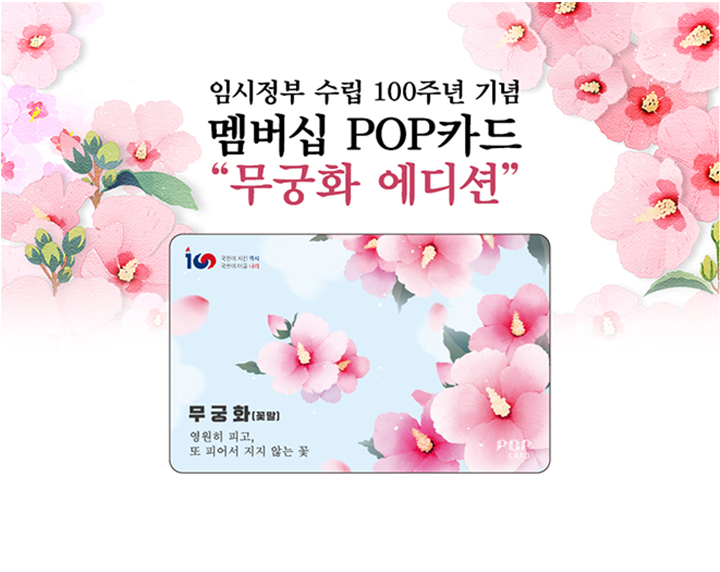 임시정부 수립 100주년 기념
멤버십 POP카드
“무궁화 에디션”
100 국민이 지킨 역사
국민이 이끌 나라
무궁화(꽃말)
영원히 피고,
또 피어서 지지 않는 꽃
POP
CARD